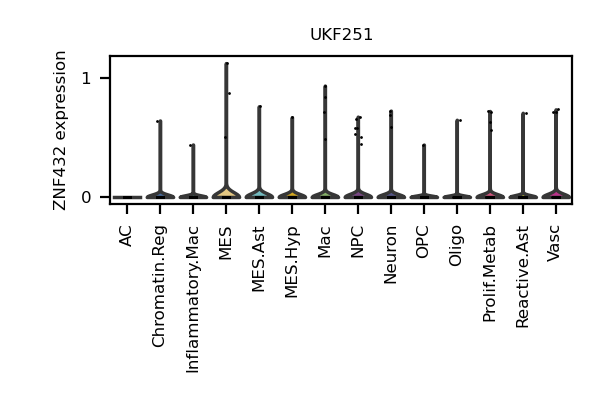 UKF251
ZNF432 expression
1
0
AC
Chromatin.Reg
Inflammatory.Mac
MES
MES.Ast
MES.Hyp
Mac
NPC
Neuron
OPC
Oligo
Prolif.Metab
Reactive.Ast
Vasc